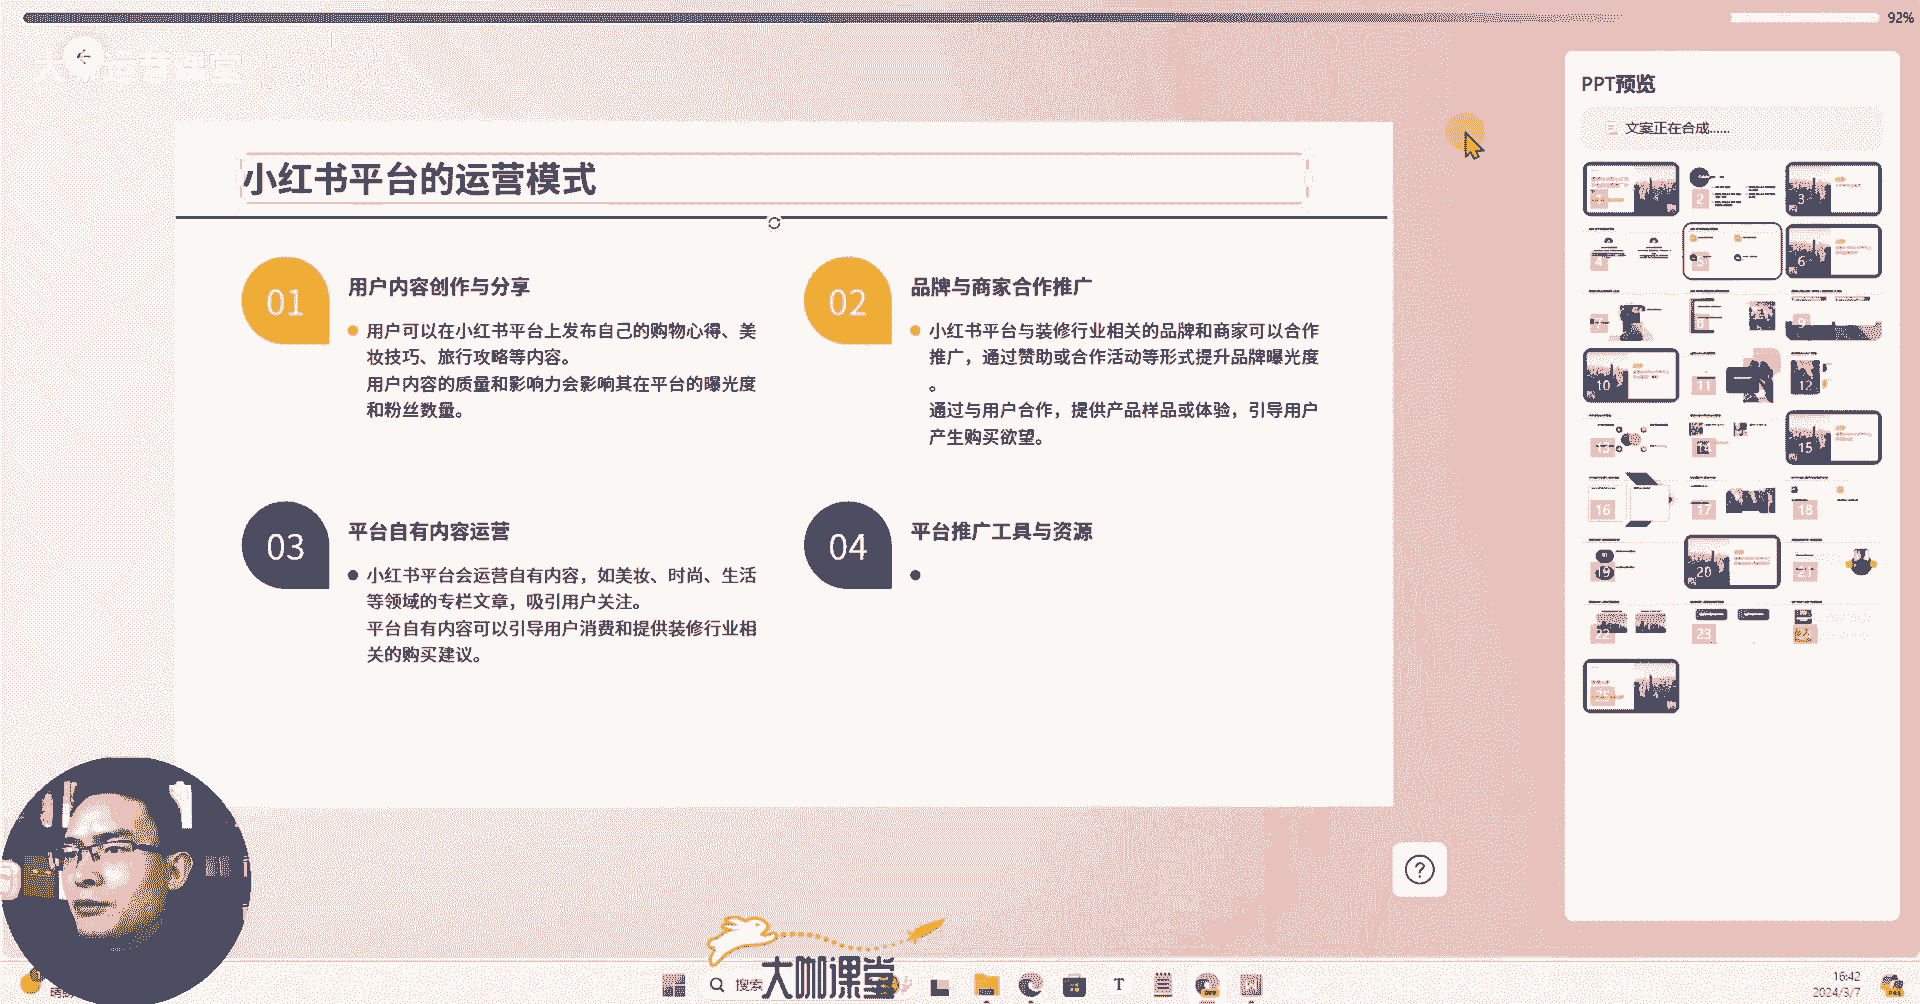 92%
PPT预览
文案正在合成......
小红书平台的运营模式
01
用户内容创作与分享
用户可以在小红书平台上发布自己的购物心得、美
妆技巧、旅行攻略等内容。
用户内容的质量和影响力会影响其在平台的曝光度
和粉丝数量。
02
品牌与商家合作推广
小红书平台与装修行业相关的品牌和商家可以合作
推广，通过赞助或合作活动等形式提升品牌曝光度
。
通过与用户合作，提供产品样品或体验，引导用户
产生购买欲望。
03
平台自有内容运营
小红书平台会运营自有内容，如美妆、时尚、生活
等领域的专栏文章，吸引用户关注。
平台自有内容可以引导用户消费和提供装修行业相
关的购买建议。
04
平台推广工具与资源
2
3
4
5
6
7
8
9
10
11
12
13
14
15
16
17
18
19
20
21
22
23
24
25
?
大咖课堂
搜索
T
16:42
2024/3/7